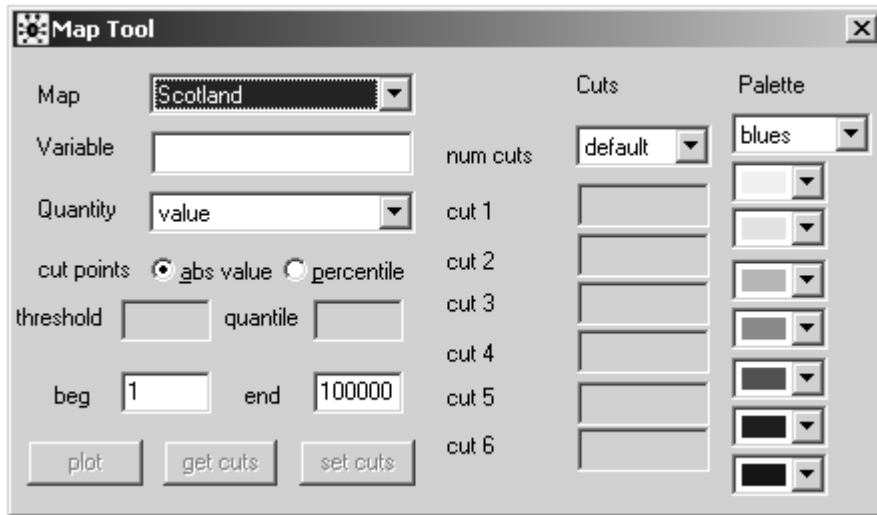 Map Tool
Map Scotland
Variable
Quantity value
cut points abs value percentile
threshold quantile
beg 1 end 100000
plot get cuts set cuts
Cuts Palette
num cuts default blues
cut 1
cut 2
cut 3
cut 4
cut 5
cut 6